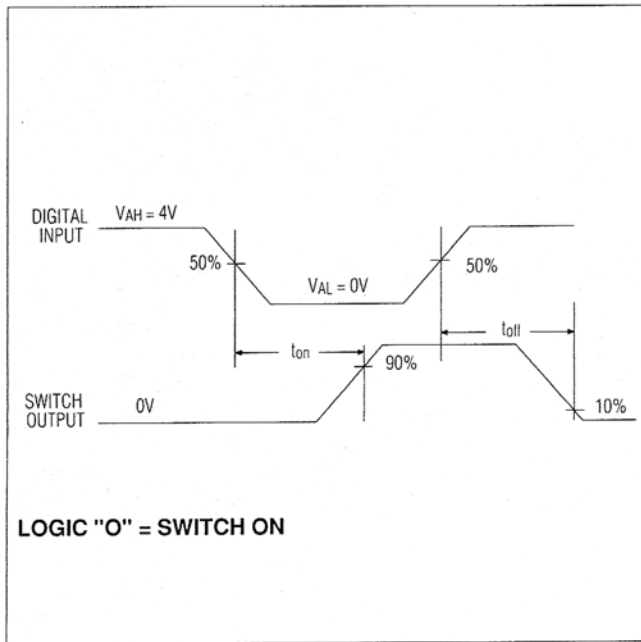 DIGITAL
INPUT
VAH = 4V
50%
VAL = 0V
50%
ton
toff
90%
SWITCH
OUTPUT
0V
10%
LOGIC "O" = SWITCH ON